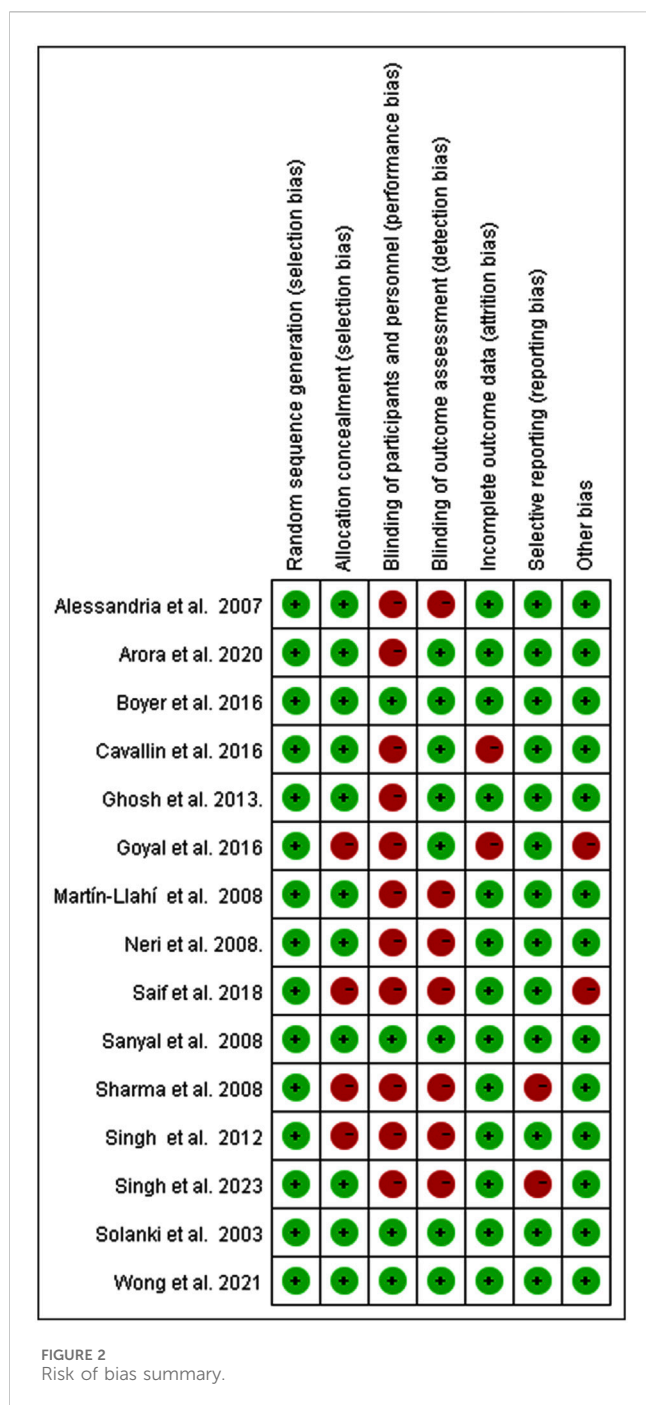 Random sequence generation (selection bias)
Allocation concealment (selection bias)
Blinding of participants and personnel (performance bias)
Blinding of outcome assessment (detection bias)
Incomplete outcome data (attrition bias)
Selective reporting (reporting bias)
Other bias
Alessandria et al. 2007 + + - - + + +
Arora et al. 2020 + + - + + + +
Boyer et al. 2016 + + + + + + +
Cavallin et al. 2016 + + - + - + +
Ghosh et al. 2013. + + - + + + +
Goyal et al. 2016 + - - + - + -
Martín-Llahí et al. 2008 + + - - + + +
Neri et al. 2008. + + - - + + +
Saif et al. 2018 + - - - + + -
Sanyal et al. 2008 + + + + + + +
Sharma et al. 2008 + - - - + - +
Singh et al. 2012 + - - - + + +
Singh et al. 2023 + + - - + - +
Solanki et al. 2003 + + + + + + +
Wong et al. 2021 + + + + + + +
FIGURE 2
Risk of bias summary.